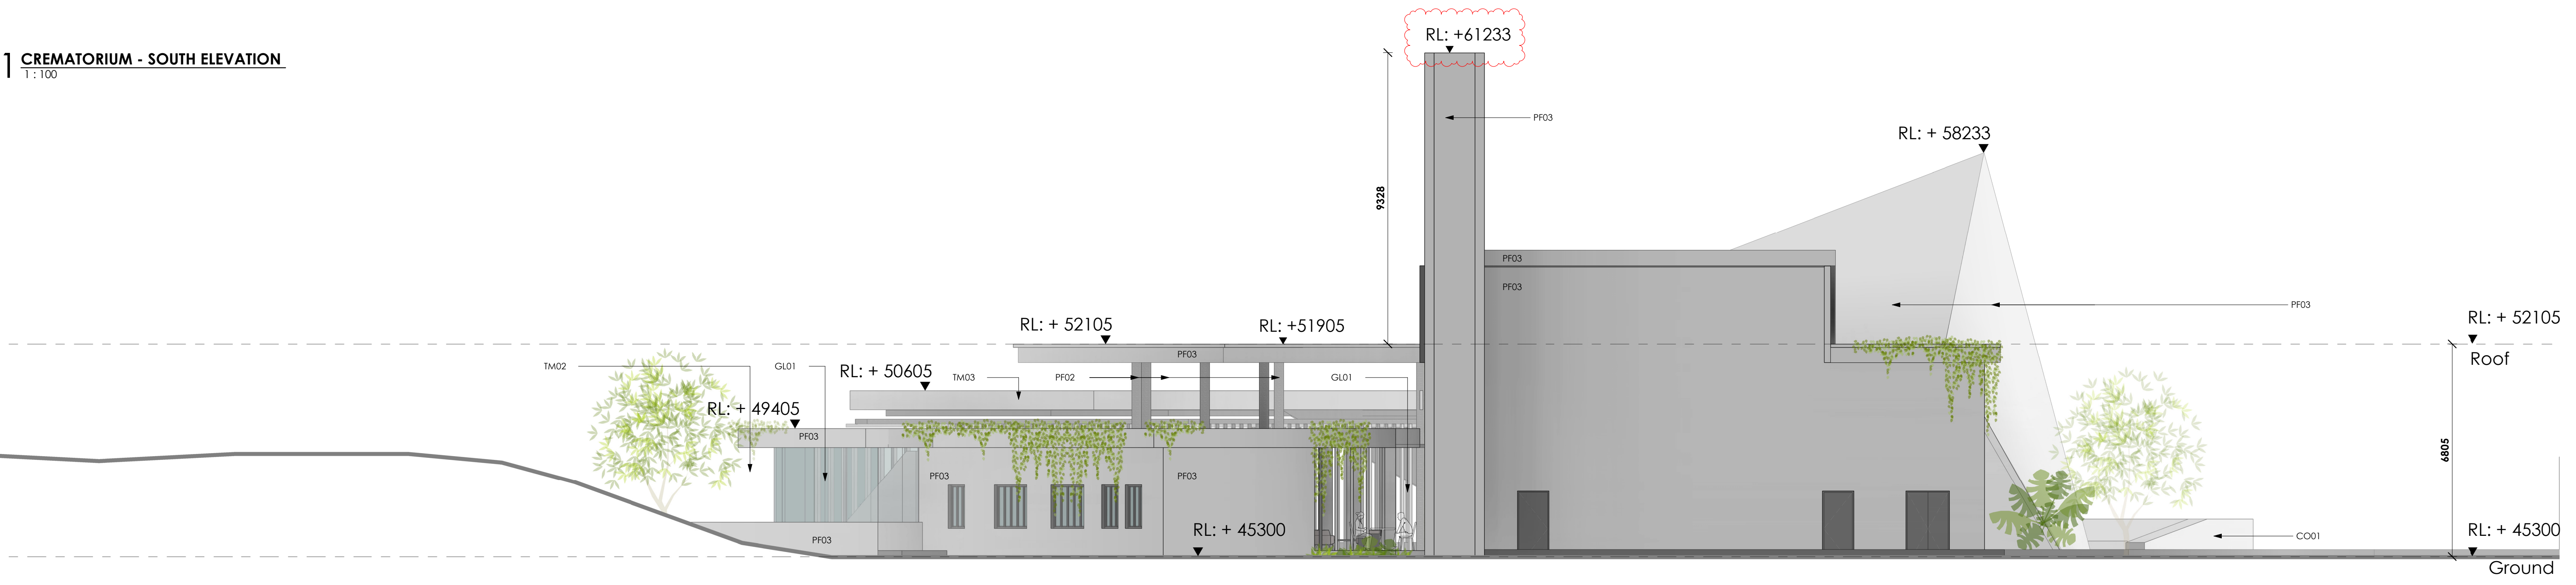 1 CREMATORIUM - SOUTH ELEVATION
1 : 100
RL: +61233
PF03
RL: + 58233
9328
PF03
PF03
PF03
RL: + 52105
RL: +51905
RL: + 52105
Roof
PF03
TM02
GL01
RL: + 50605
TM03
PF02
GL01
RL: + 49405
PF03
6805
PF03
PF03
RL: + 45300
RL: + 45300
PF03
CO01
Ground